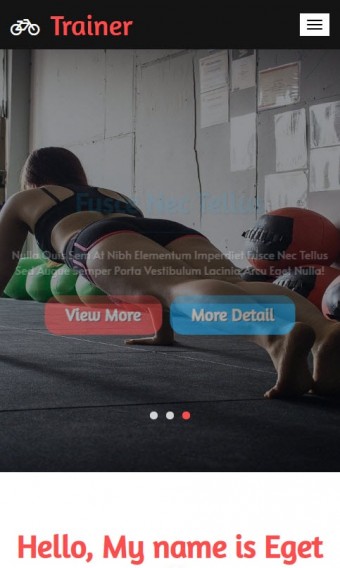 Trainer
Fusce Nec Tellus
Nulla Quis Sem At Nibh Elementum Imperdiet Fusce Nec Tellus
Sed Augue Semper Porta Vestibulum Lacinia Arcu Eget Nulla!
View More
More Detail
Hello, My name is Eget